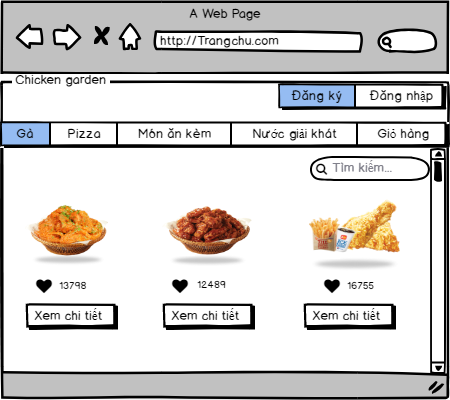 A Web Page
http://Trangchu.com
Chicken garden
Đăng ký Đăng nhập
Gà Pizza Món ăn kèm Nước giải khát Giỏ hàng
Tìm kiếm...
13798 12489 16755
Xem chi tiết Xem chi tiết Xem chi tiết